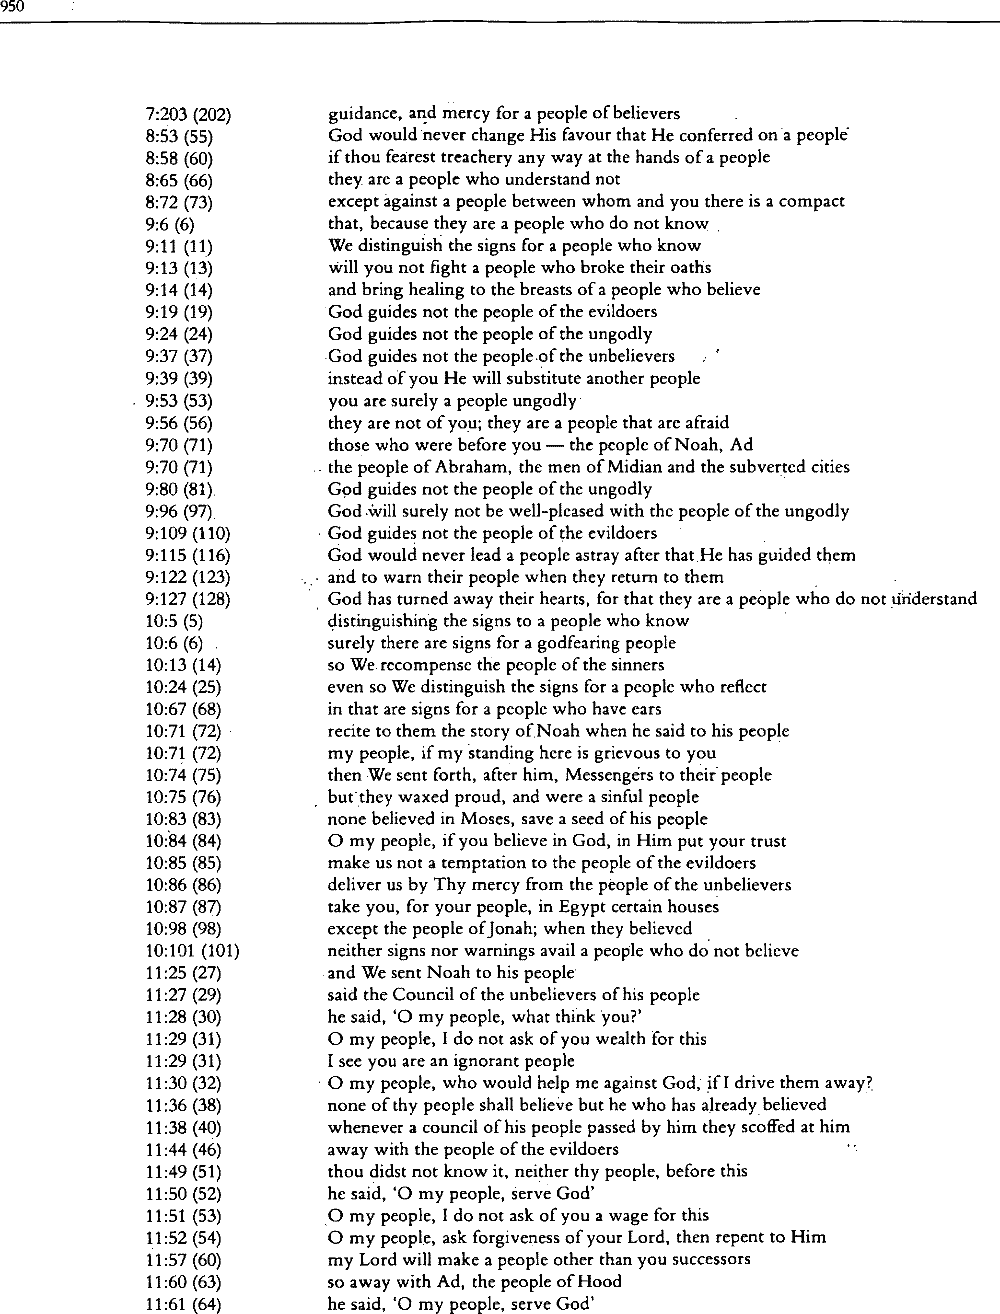 950
7:203 (202) guidance, and mercy for a people of believers
8:53 (55) God would never change His favour that He conferred on a people
8:58 (60) if thou fearest treachery any way at the hands of a people
8:65 (66) they are a people who understand not
8:72 (73) except against a people between whom and you there is a compact
9:6 (6) that, because they are a people who do not know
9:11 (11) We distinguish the signs for a people who know
9:13 (13) will you not fight a people who broke their oaths
9:14 (14) and bring healing to the breasts of a people who believe
9:19 (19) God guides not the people of the evildoers
9:24 (24) God guides not the people of the ungodly
9:37 (37) God guides not the people of the unbelievers
9:39 (39) instead of you He will substitute another people
9:53 (53) you are surely a people ungodly
9:56 (56) they are not of you; they are a people that are afraid
9:70 (71) those who were before you — the people of Noah, Ad
9:70 (71) the people of Abraham, the men of Midian and the subverted cities
9:80 (81) God guides not the people of the ungodly
9:96 (97) God will surely not be well-pleased with the people of the ungodly
9:109 (110) God guides not the people of the evildoers
9:115 (116) God would never lead a people astray after that He has guided them
9:122 (123) and to warn their people when they return to them
9:127 (128) God has turned away their hearts, for that they are a people who do not understand
10:5 (5) distinguishing the signs to a people who know
10:6 (6) surely there are signs for a godfearing people
10:13 (14) so We recompense the people of the sinners
10:24 (25) even so We distinguish the signs for a people who reflect
10:67 (68) in that are signs for a people who have ears
10:71 (72) recite to them the story of Noah when he said to his people
10:71 (72) my people, if my standing here is grievous to you
10:74 (75) then We sent forth, after him, Messengers to their people
10:75 (76) but they waxed proud, and were a sinful people
10:83 (83) none believed in Moses, save a seed of his people
10:84 (84) O my people, if you believe in God, in Him put your trust
10:85 (85) make us not a temptation to the people of the evildoers
10:86 (86) deliver us by Thy mercy from the people of the unbelievers
10:87 (87) take you, for your people, in Egypt certain houses
10:98 (98) except the people of Jonah; when they believed
10:101 (101) neither signs nor warnings avail a people who do not believe
11:25 (27) and We sent Noah to his people
11:27 (29) said the Council of the unbelievers of his people
11:28 (30) he said, 'O my people, what think you?'
11:29 (31) O my people, I do not ask of you wealth for this
11:29 (31) I see you are an ignorant people
11:30 (32) O my people, who would help me against God, if I drive them away?
11:36 (38) none of thy people shall believe but he who has already believed
11:38 (40) whenever a council of his people passed by him they scoffed at him
11:44 (46) away with the people of the evildoers
11:49 (51) thou didst not know it, neither thy people, before this
11:50 (52) he said, 'O my people, serve God'
11:51 (53) O my people, I do not ask of you a wage for this
11:52 (54) O my people, ask forgiveness of your Lord, then repent to Him
11:57 (60) my Lord will make a people other than you successors
11:60 (63) so away with Ad, the people of Hood
11:61 (64) he said, 'O my people, serve God'